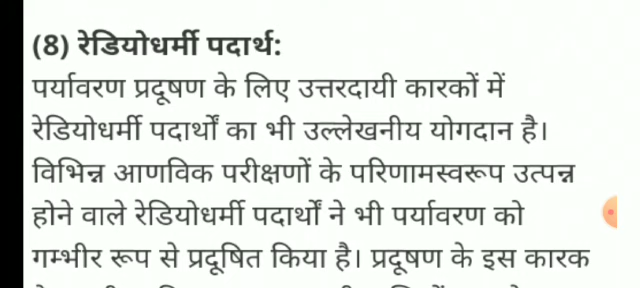 (8) रेडियोधर्मी पदार्थ:
पर्यावरण प्रदूषण के लिए उत्तरदायी कारकों में
रेडियोधर्मी पदार्थों का भी उल्लेखनीय योगदान है।
विभिन्न आणविक परीक्षणों के परिणामस्वरूप उत्पन्न
होने वाले रेडियोधर्मी पदार्थों ने भी पर्यावरण को
गम्भीर रूप से प्रदूषित किया है। प्रदूषण के इस कारक